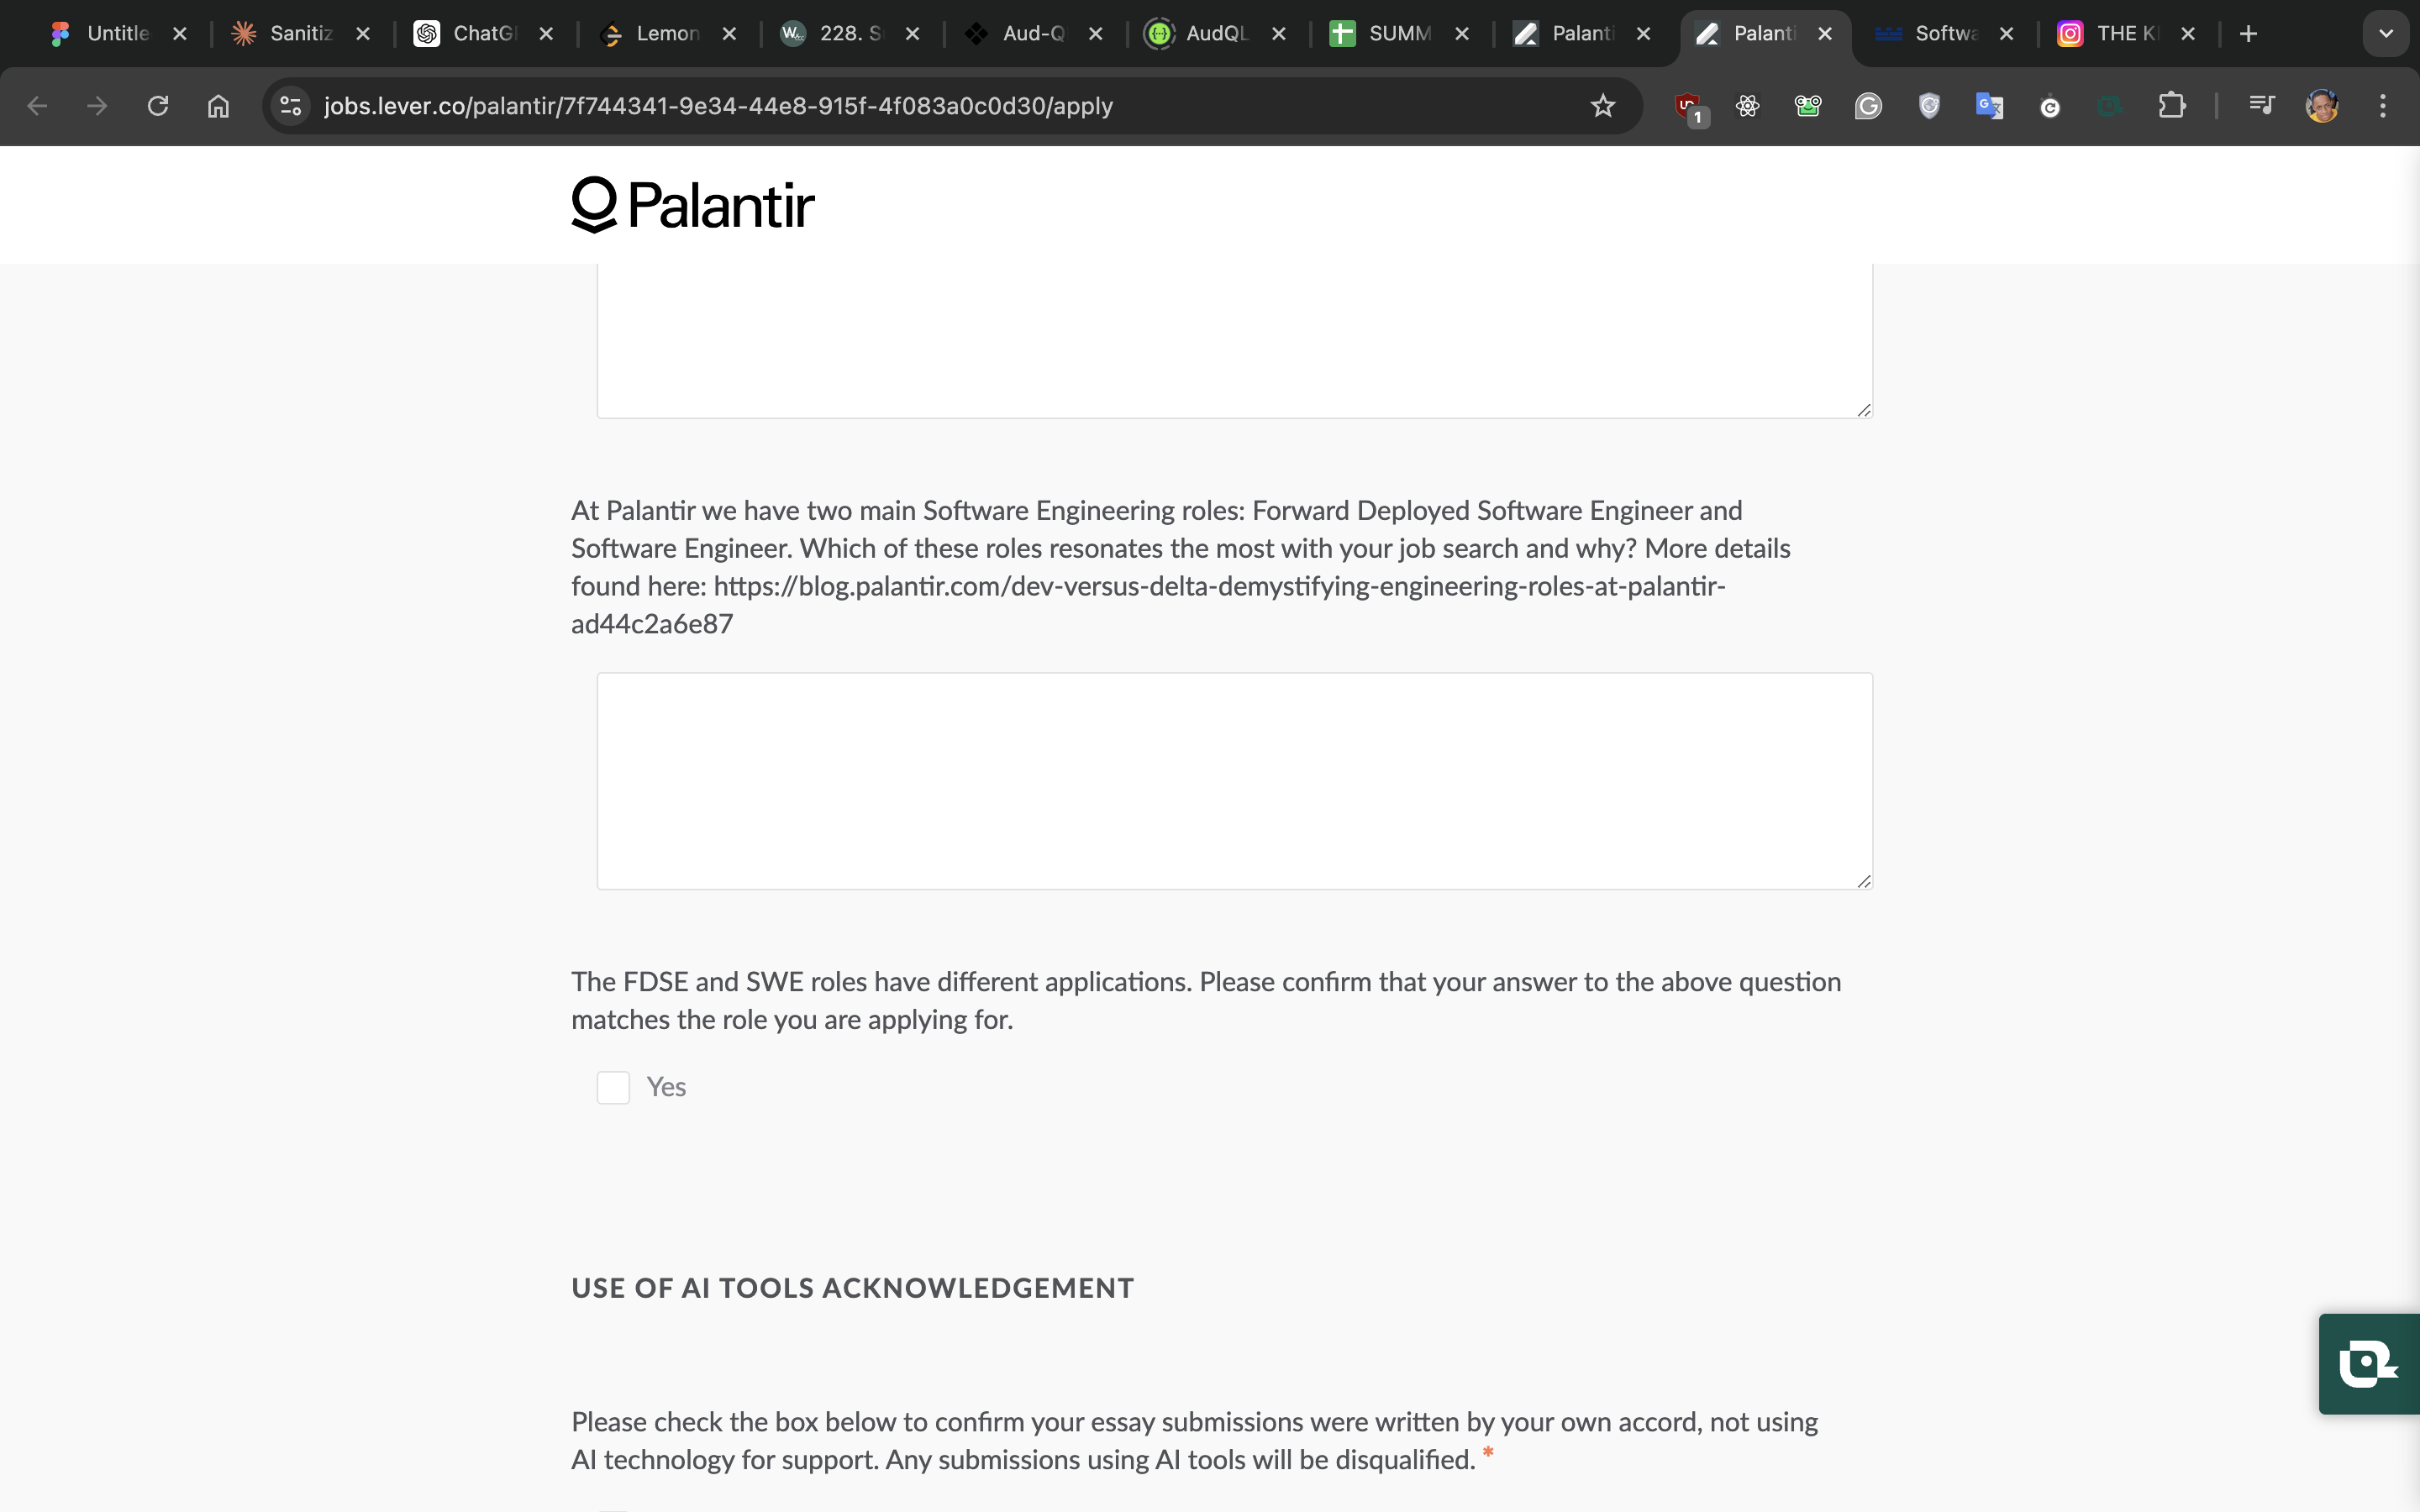 Untitle
Sanitiz
ChatG
Lemon
228. S
Aud-Q
AudQL
SUMM
Palanti
Palanti
Softwa
THE K
jobs.lever.co/palantir/7f744341-9e34-44e8-915f-4f083a0c0d30/apply
1
Palantir
At Palantir we have two main Software Engineering roles: Forward Deployed Software Engineer and
Software Engineer. Which of these roles resonates the most with your job search and why? More details
found here: https://blog.palantir.com/dev-versus-delta-demystifying-engineering-roles-at-palantir-
ad44c2a6e87
The FDSE and SWE roles have different applications. Please confirm that your answer to the above question
matches the role you are applying for.
Yes
USE OF AI TOOLS ACKNOWLEDGEMENT
Please check the box below to confirm your essay submissions were written by your own accord, not using
AI technology for support. Any submissions using AI tools will be disqualified. *